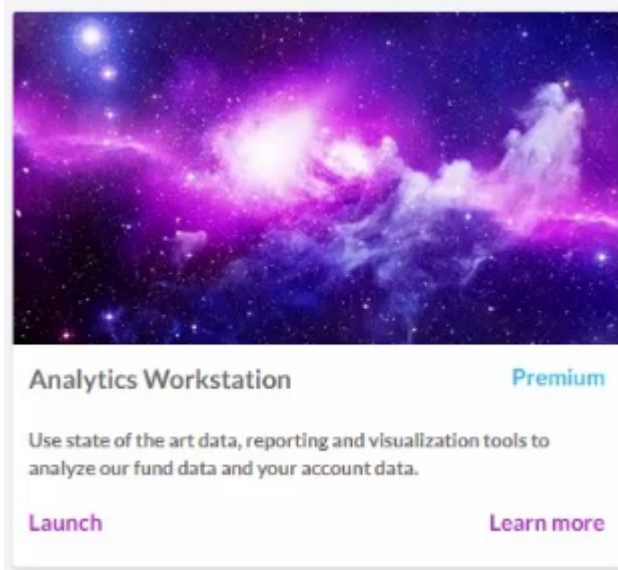 Analytics Workstation
Premium
Use state of the art data, reporting and visualization tools to
analyze our fund data and your account data.
Launch
Learn more